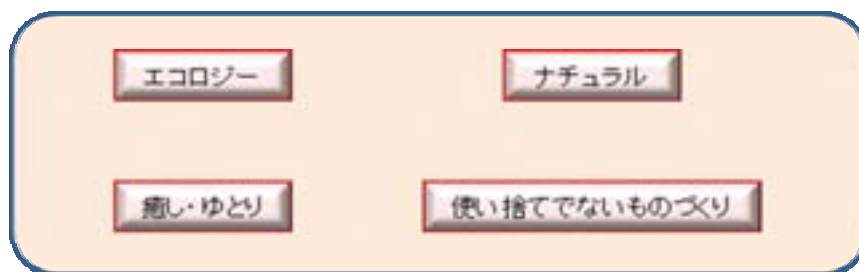 エコロジー
ナチュラル
癒し・ゆとり
使い捨てでないものづくり